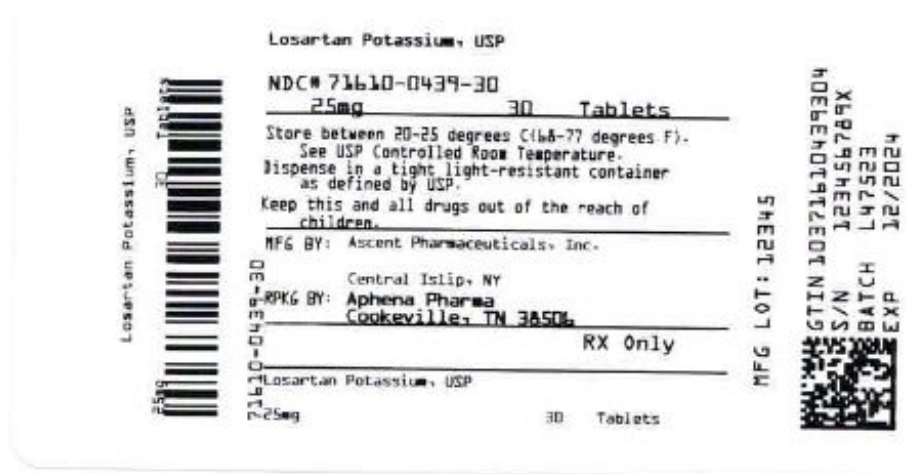 Losartan Potassium, USP
NDC# 71610-0439-30
25mg 30 Tablets
Store between 20-25 degrees C(68-77 degrees F).
See USP Controlled Room Temperature.
Dispense in a tight light-resistant container
as defined by USP.
Keep this and all drugs out of the reach of
children.
MFG BY: Ascent Pharmaceuticals, Inc.
Central Islip, NY
RPKG BY: Aphena Pharma
Cookeville, TN 38506
RX Only
Losartan Potassium, USP
25mg 30 Tablets
Losartan Potassium, USP
25mg 30 Tablets
71610-0439-30
MFG LOT: 12345
GTIN 10371610439304
S/N 123456789X
BATCH L47523
EXP 12/2024